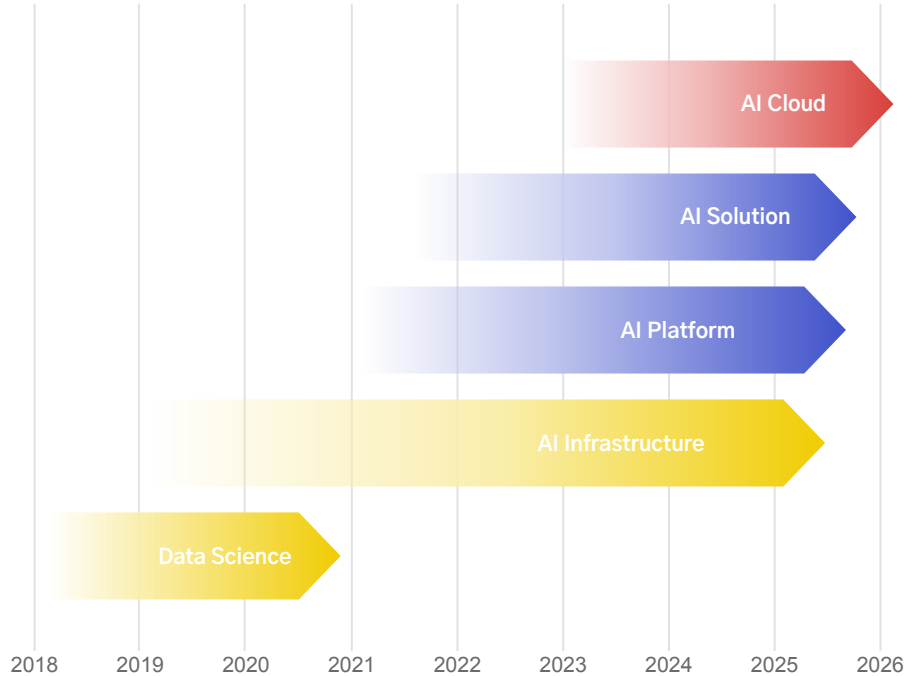 AI Cloud
AI Solution
AI Platform
AI Infrastructure
Data Science
2018 2019 2020 2021 2022 2023 2024 2025 2026